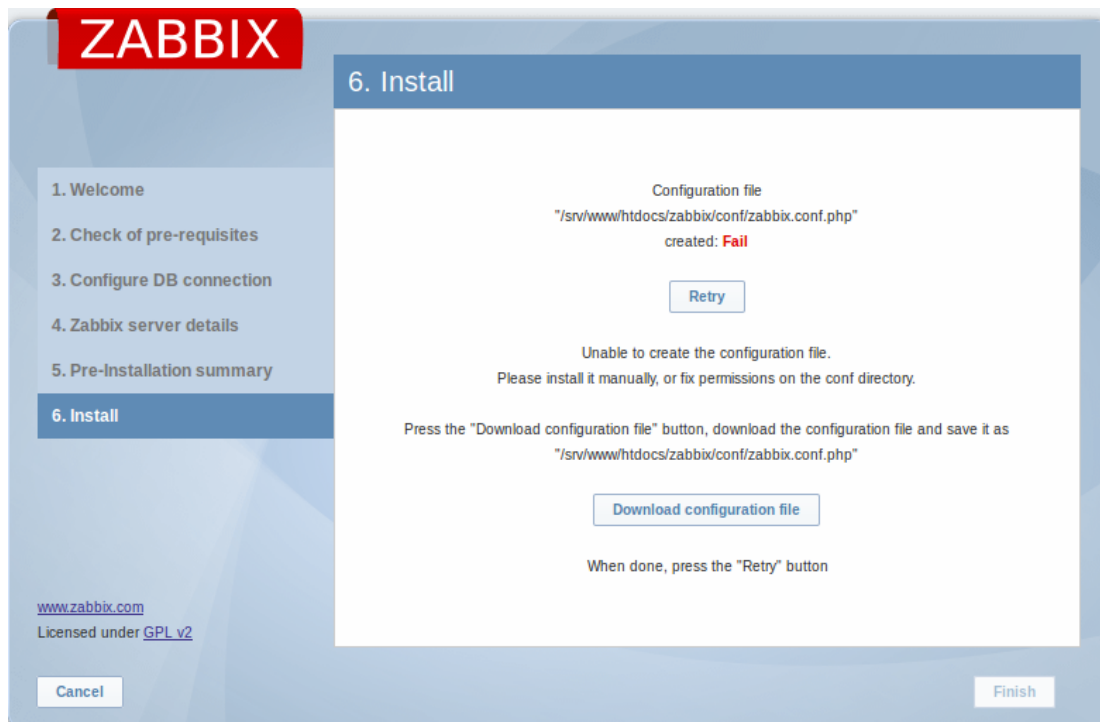 ZABBIX
6. Install
1. Welcome
2. Check of pre-requisites
3. Configure DB connection
4. Zabbix server details
5. Pre-Installation summary
6. Install
Configuration file
"/srv/www/htdocs/zabbix/conf/zabbix.conf.php"
created: Fail
Retry
Unable to create the configuration file.
Please install it manually, or fix permissions on the conf directory.
Press the "Download configuration file" button, download the configuration file and save it as
"/srv/www/htdocs/zabbix/conf/zabbix.conf.php"
Download configuration file
When done, press the "Retry" button
www.zabbix.com
Licensed under GPL v2
Cancel
Finish